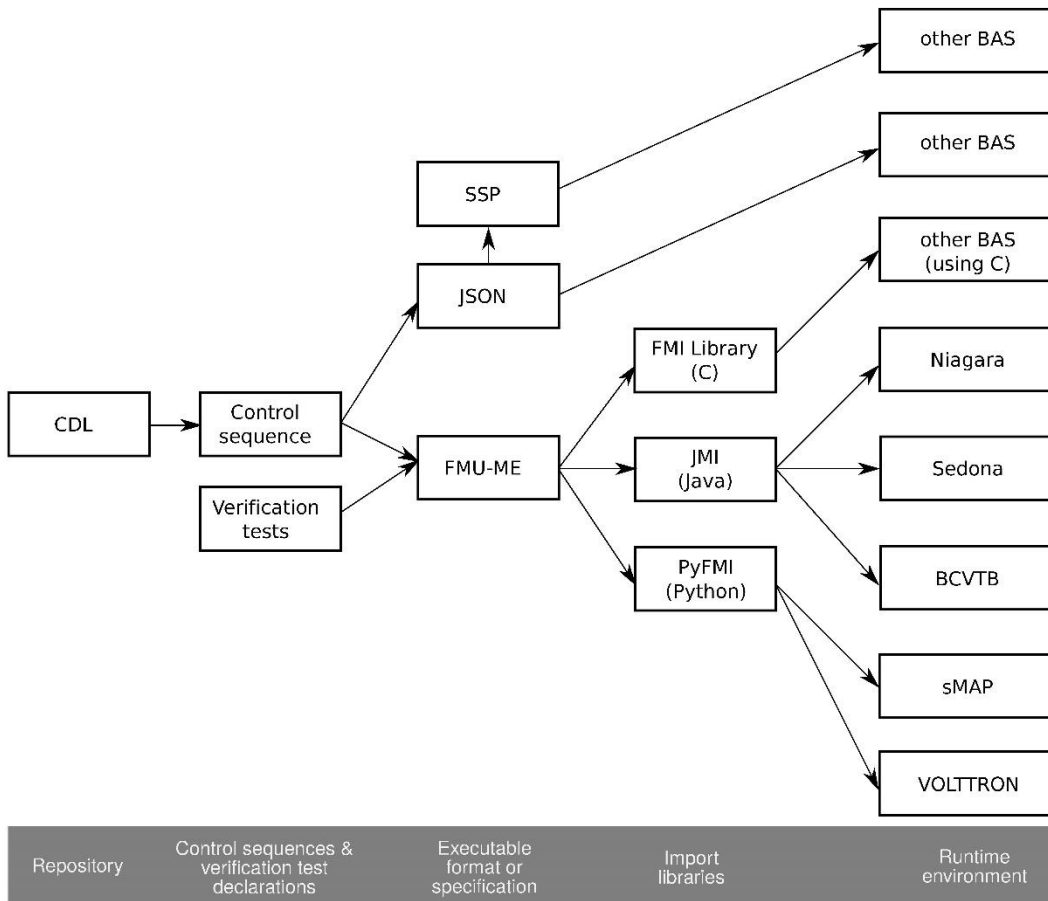 other BAS
other BAS
SSP
other BAS
(using C)
JSON
FMI Library
(C)
Niagara
CDL
Control
sequence
FMU-ME
JMI
(Java)
Sedona
Verification
tests
PyFMI
(Python)
BCVTB
sMAP
VOLTTRON
Repository
Control sequences &
verification test
declarations
Executable
format or
specification
Import
libraries
Runtime
environment